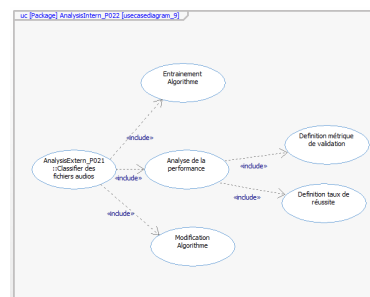 uc [Package] AnalysisIntern_P022 [usecasediagram_9]
Entrainement
Algorithme
«include»
Definition métrique
de validation
AnalysisExtern_P021
::Classifier des
fichiers audios
«include»
Analyse de la
performance
«include»
«include»
Definition taux de
réussite
«include»
Modification
Algorithme